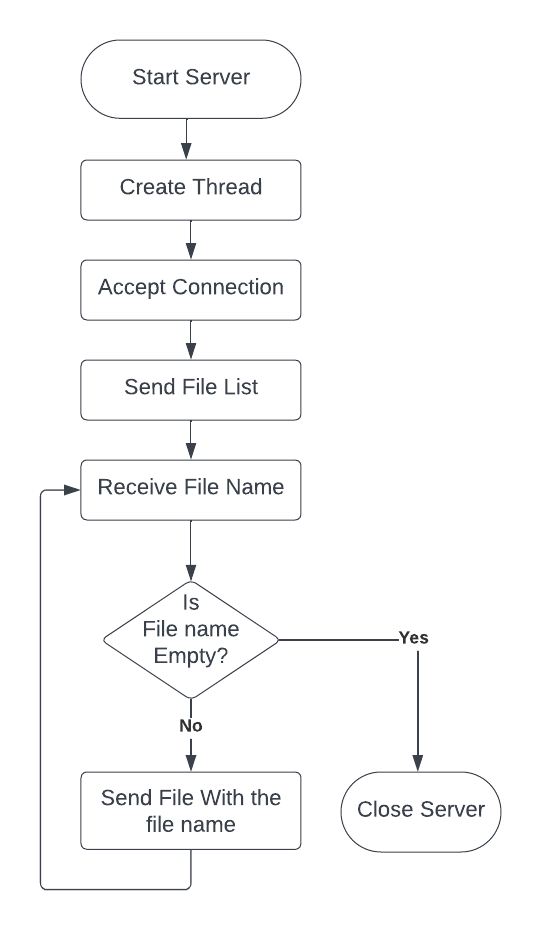 Start Server
Create Thread
Accept Connection
Send File List
Receive File Name
Is
File name
Empty?
Yes
No
Send File With the
file name
Close Server